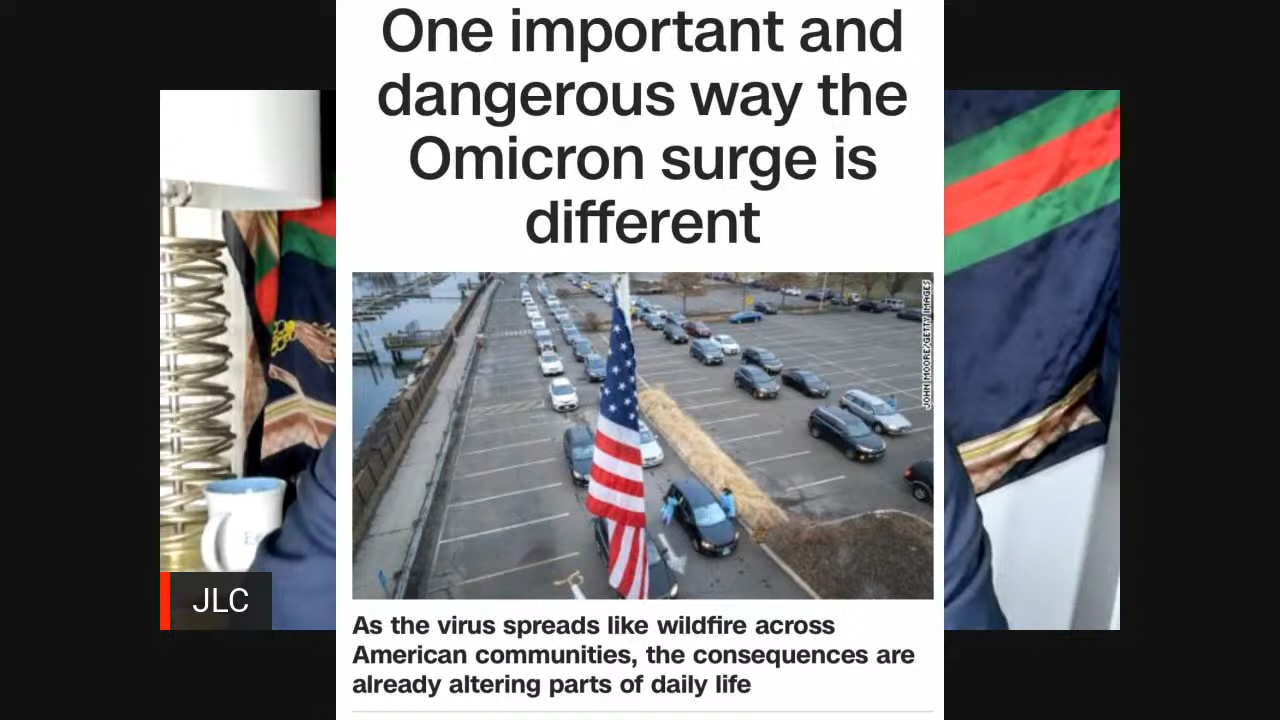 One important and
dangerous way the
Omicron surge is
different
JOHN MOORE/GETTY IMAGES
As the virus spreads like wildfire across
American communities, the consequences are
already altering parts of daily life
JLC